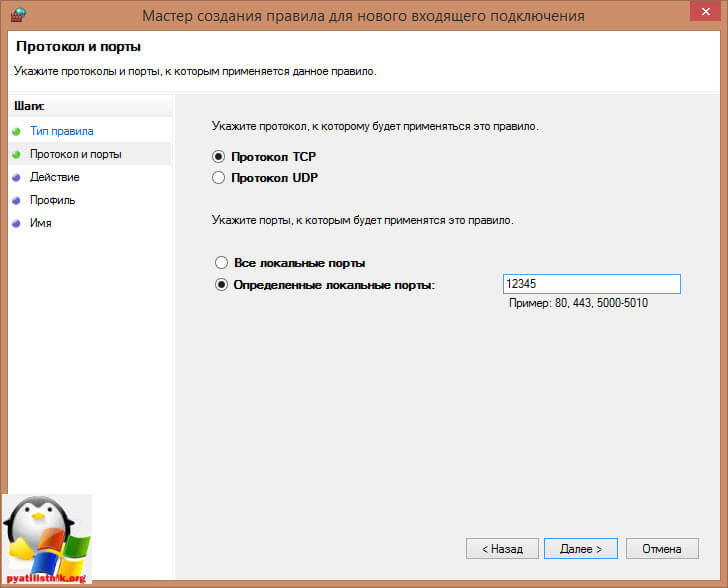 Мастер создания правила для нового входящего подключения
Протокол и порты
Укажите протоколы и порты, к которым применяется данное правило.
Шаги:
Тип правила
Протокол и порты
Действие
Профиль
Имя
Укажите протокол, к которому будет применяться это правило.
Протокол TCP
Протокол UDP
Укажите порты, к которым будет применятся это правило.
Все локальные порты
Определенные локальные порты:
12345
Пример: 80, 443, 5000-5010
< Назад
Далее >
Отмена
pyatilistnik.org